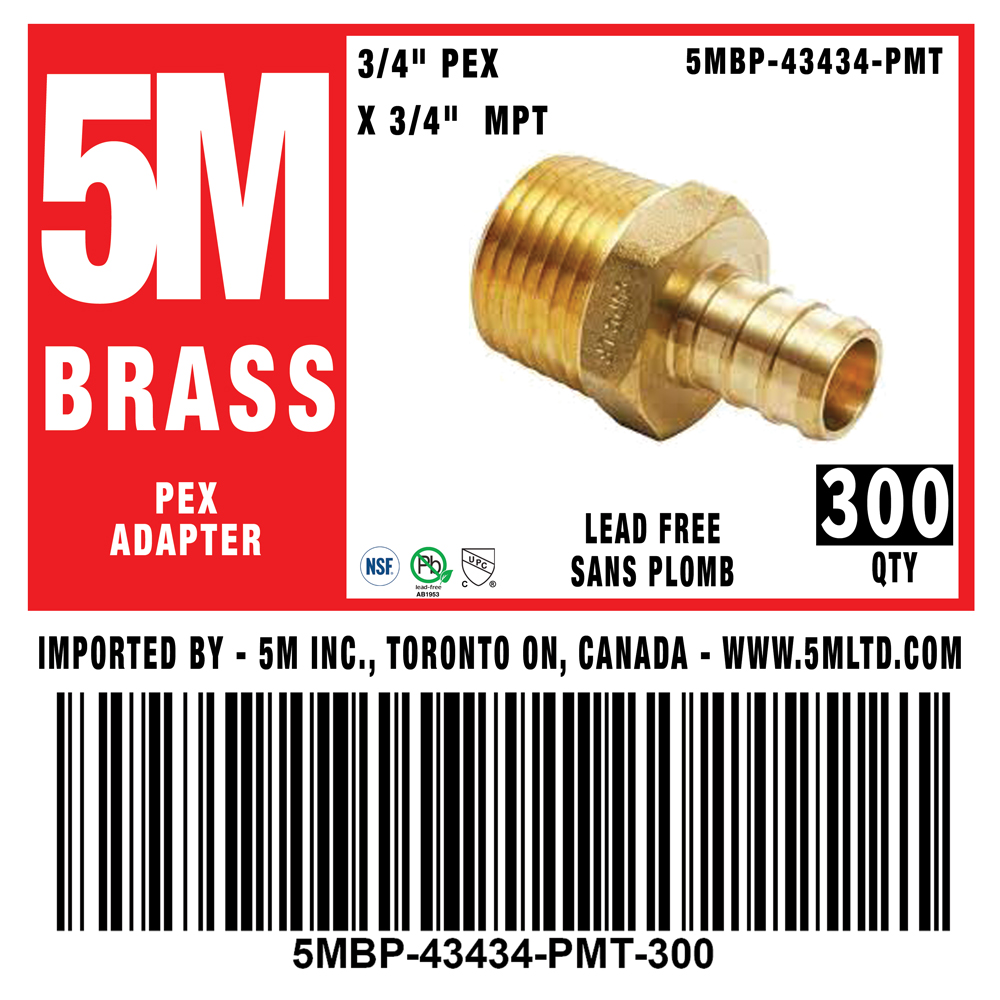 5M
BRASS
PEX
ADAPTER
3/4" PEX
X 3/4" MPT
5MBP-43434-PMT
300
QTY
LEAD FREE
SANS PLOMB
NSF
Pb
lead-free
AB1953
UPC
C ®
IMPORTED BY - 5M INC., TORONTO ON, CANADA - WWW.5MLTD.COM
5MBP-43434-PMT-300